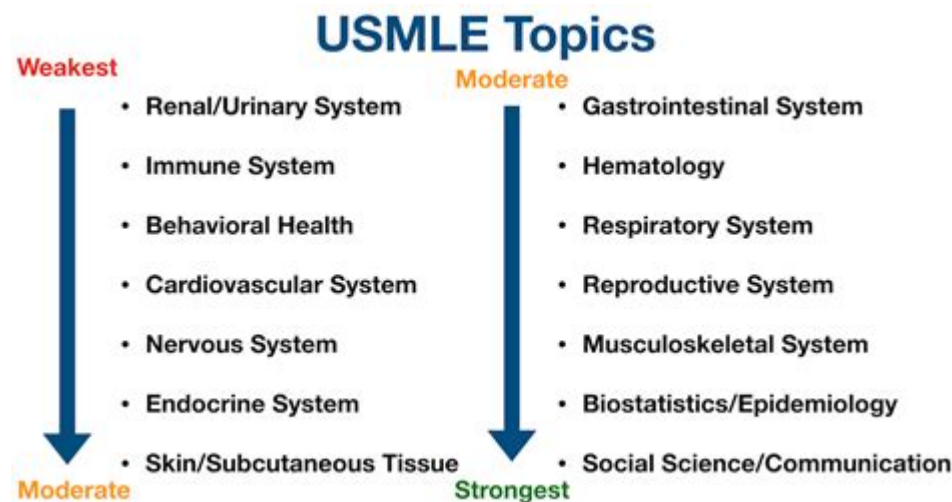 USMLE Topics
Weakest
• Renal/Urinary System
• Immune System
• Behavioral Health
• Cardiovascular System
• Nervous System
• Endocrine System
• Skin/Subcutaneous Tissue
Moderate
Moderate
• Gastrointestinal System
• Hematology
• Respiratory System
• Reproductive System
• Musculoskeletal System
• Biostatistics/Epidemiology
• Social Science/Communication
Strongest